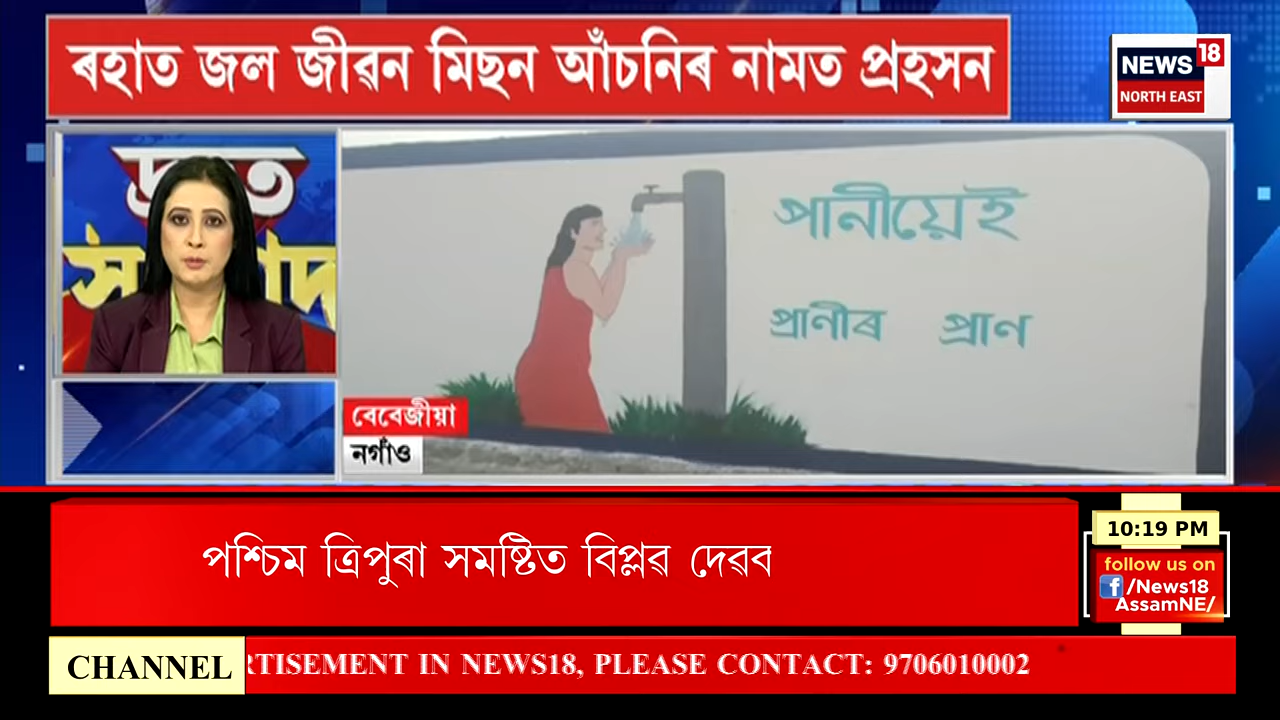 ৰহাত জল জীৱন মিছন আঁচনিৰ নামত প্ৰহসন
NEWS 18
NORTH EAST
দ্ৰুত
সংবাদ
পানীয়েই
প্ৰাণীৰ প্ৰাণ
বেবেজীয়া
নগাঁও
পশ্চিম ত্ৰিপুৰা সমষ্টিত বিপ্লৱ দেৱব
10:19 PM
follow us on
f/News18
AssamNE/
CHANNEL RTISEMENT IN NEWS18, PLEASE CONTACT: 9706010002